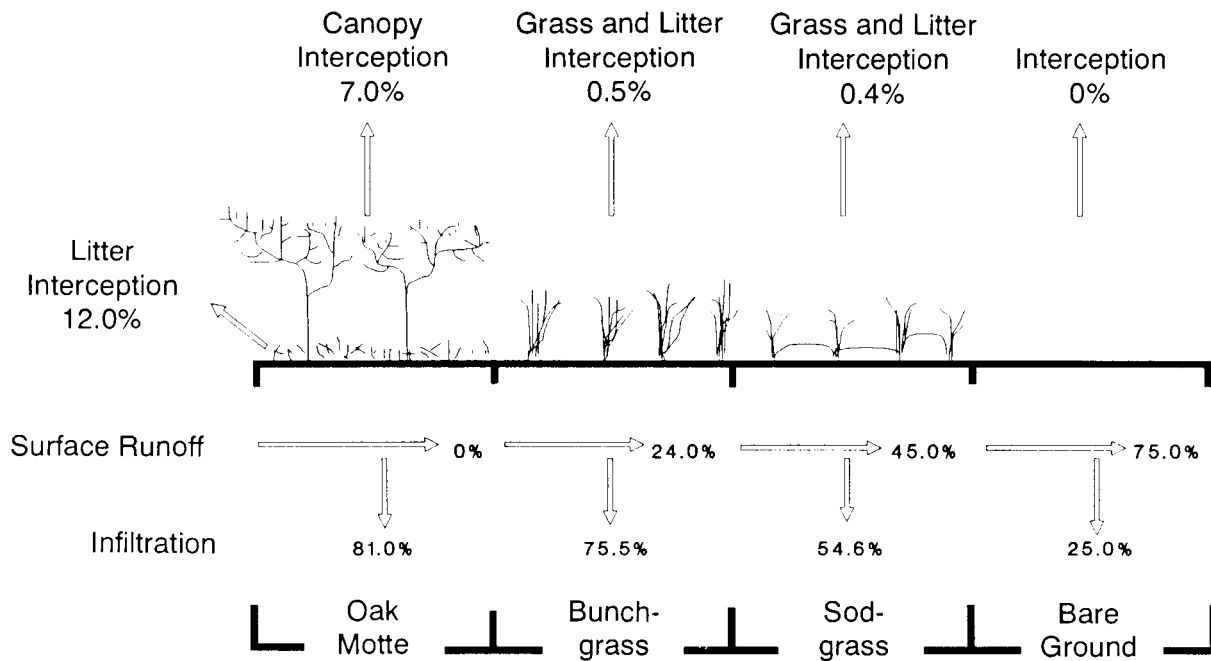 Canopy
Interception
7.0%
Grass and Litter
Interception
0.5%
Grass and Litter
Interception
0.4%
Interception
0%
Litter
Interception
12.0%
Surface Runoff
0%
24.0%
45.0%
75.0%
Infiltration
81.0%
75.5%
54.6%
25.0%
Oak
Motte
Bunch-
grass
Sod-
grass
Bare
Ground